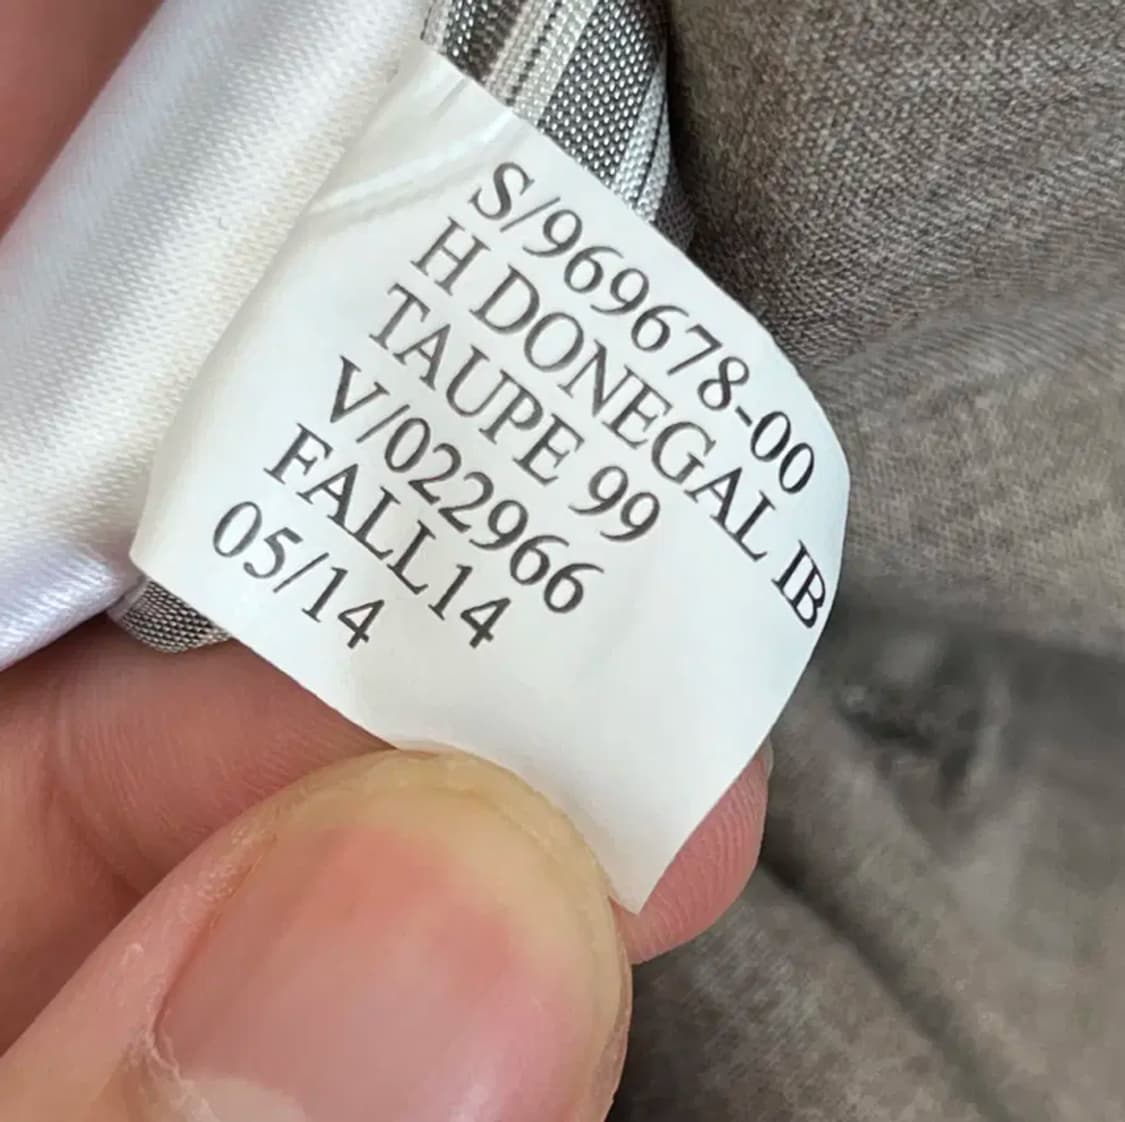 S/969678-00
H DONEGAL IB
TAUPE 99
V/022966
FALL14
05/14